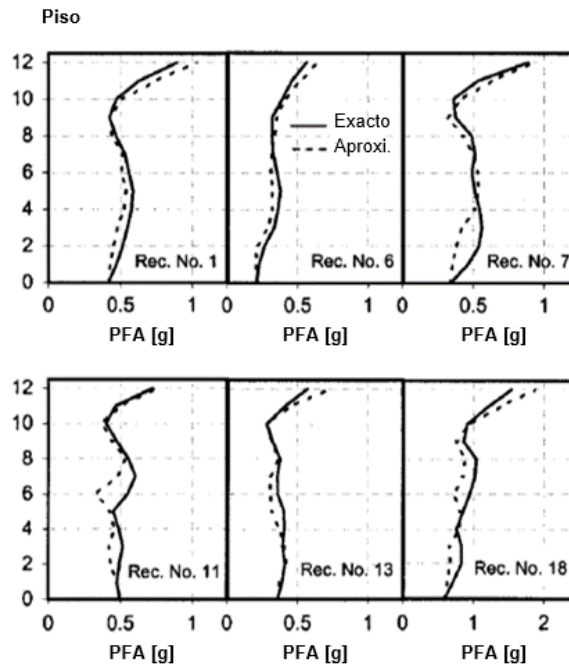 Piso
12
10
8
6
4
2
0
Exacto
Aproxi.
Rec. No. 1
Rec. No. 6
Rec. No. 7
0 0.5 1 0 0.5 1 0 0.5 1
PFA [g] PFA [g] PFA [g]
12
10
8
6
4
2
0
Rec. No. 11
Rec. No. 13
Rec. No. 18
0 0.5 1 0 0.5 1 0 1 2
PFA [g] PFA [g] PFA [g]